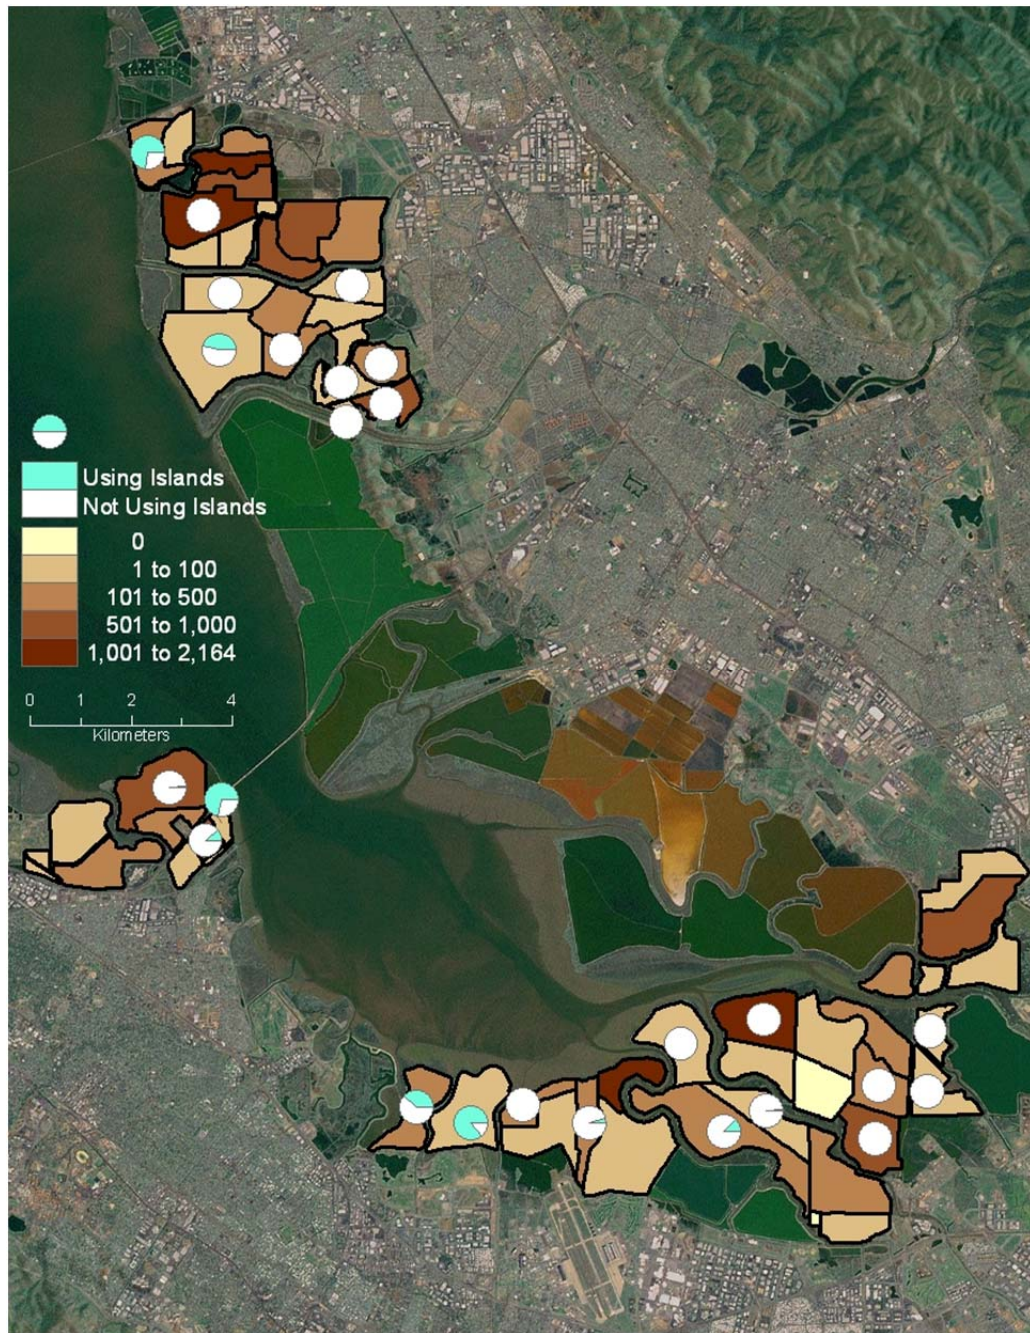 Using Islands
Not Using Islands
0
1 to 100
101 to 500
501 to 1,000
1,001 to 2,164
0 1 2 4
Kilometers